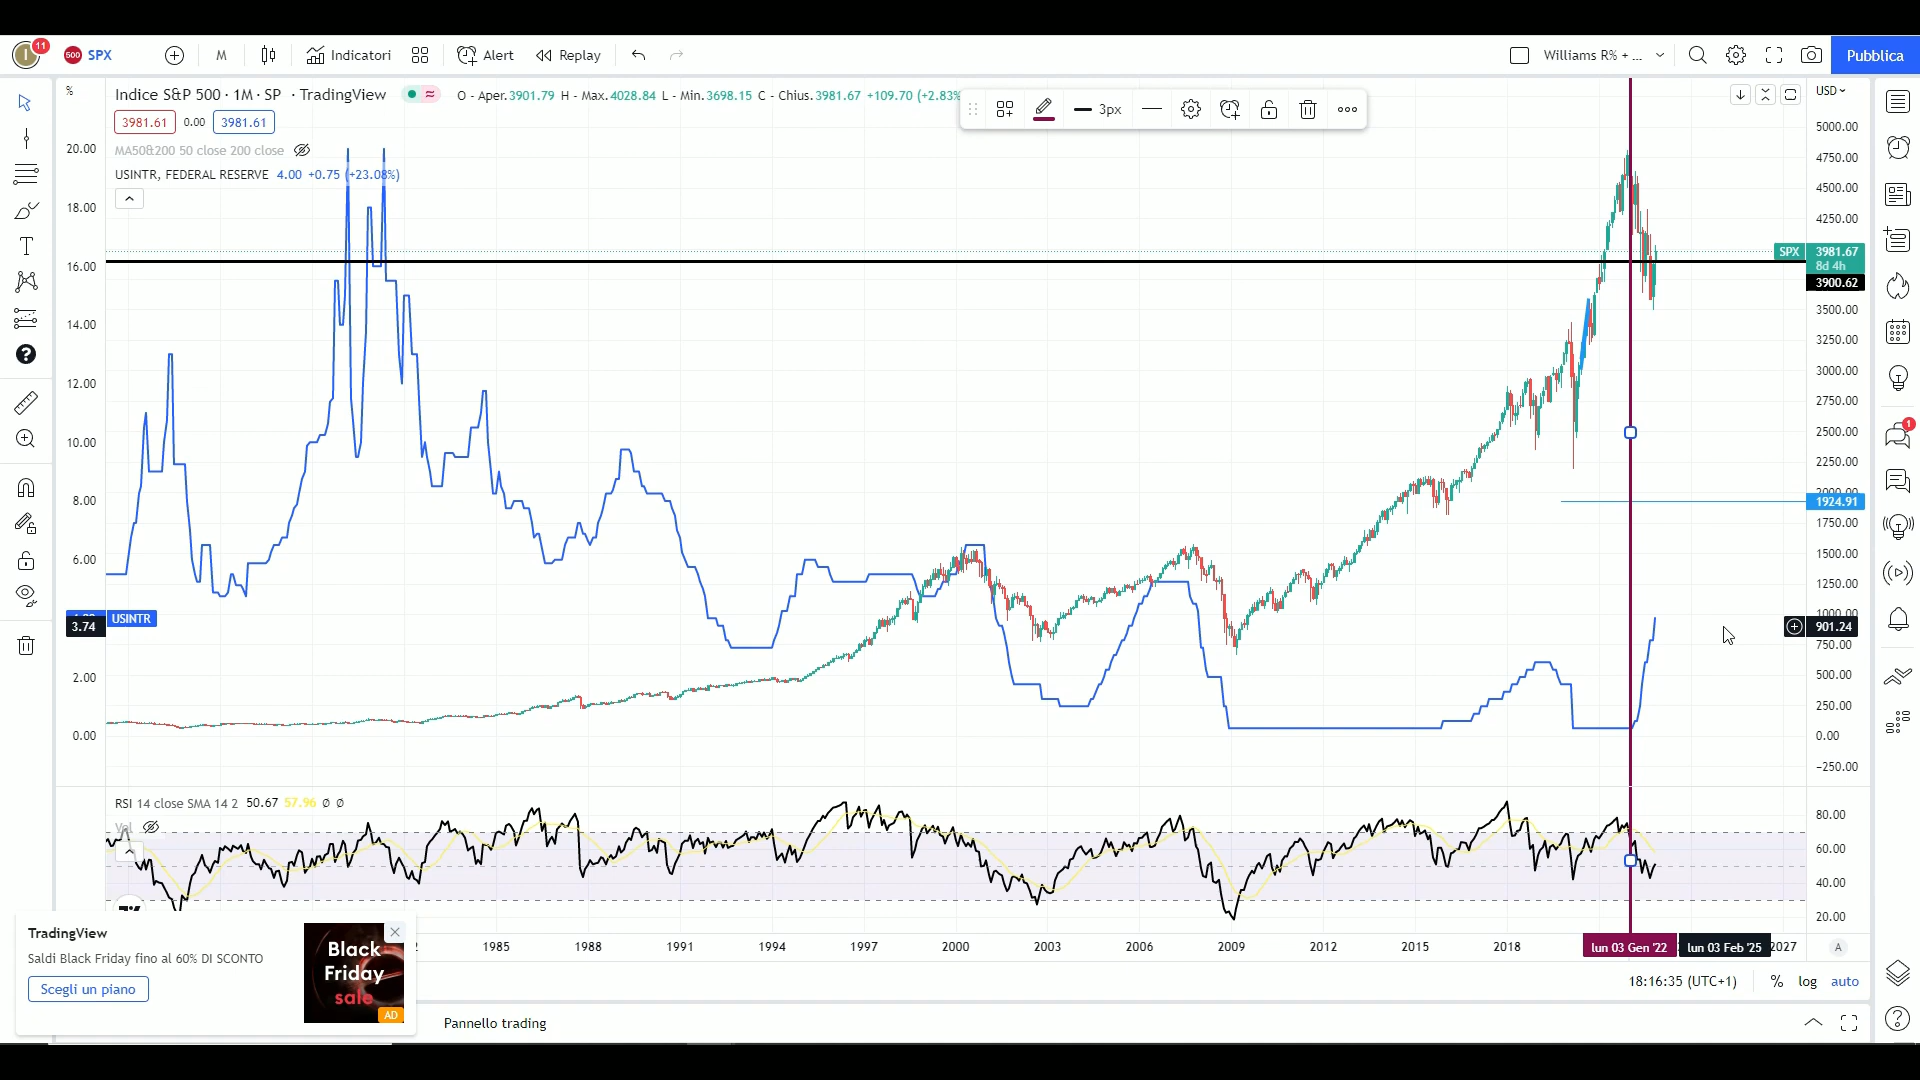 11
I
500 SPX
M
Indicatori
Alert
Replay
Williams R% + ...
Pubblica
%
Indice S&P 500 · 1M · SP · TradingView
O - Aper.3901.79 H - Max.4028.84 L - Min.3698.15 C - Chius.3981.67 +109.70 (+2.83%
3px
USD
3981.61 0.00 3981.61
MA50&200 50 close 200 close
USINTR, FEDERAL RESERVE 4.00 +0.75 (+23.08%)
20.00
18.00
16.00
14.00
12.00
10.00
8.00
6.00
USINTR
3.74
2.00
0.00
5000.00
4750.00
4500.00
4250.00
SPX 3981.67
8d 4h
3900.62
3500.00
3250.00
3000.00
2750.00
2500.00
2250.00
2000.00
1924.91
1750.00
1500.00
1250.00
1000.00
901.24
750.00
500.00
250.00
0.00
−250.00
1
RSI 14 close SMA 14 2 50.67 57.96 ∅ ∅
Vol
80.00
60.00
40.00
20.00
1985 1988 1991 1994 1997 2000 2003 2006 2009 2012 2015 2018 lun 03 Gen '22 lun 03 Feb '25 2027 A
TradingView
Saldi Black Friday fino al 60% DI SCONTO
Scegli un piano
Black
Friday
sale
AD
18:16:35 (UTC+1) % log auto
Pannello trading